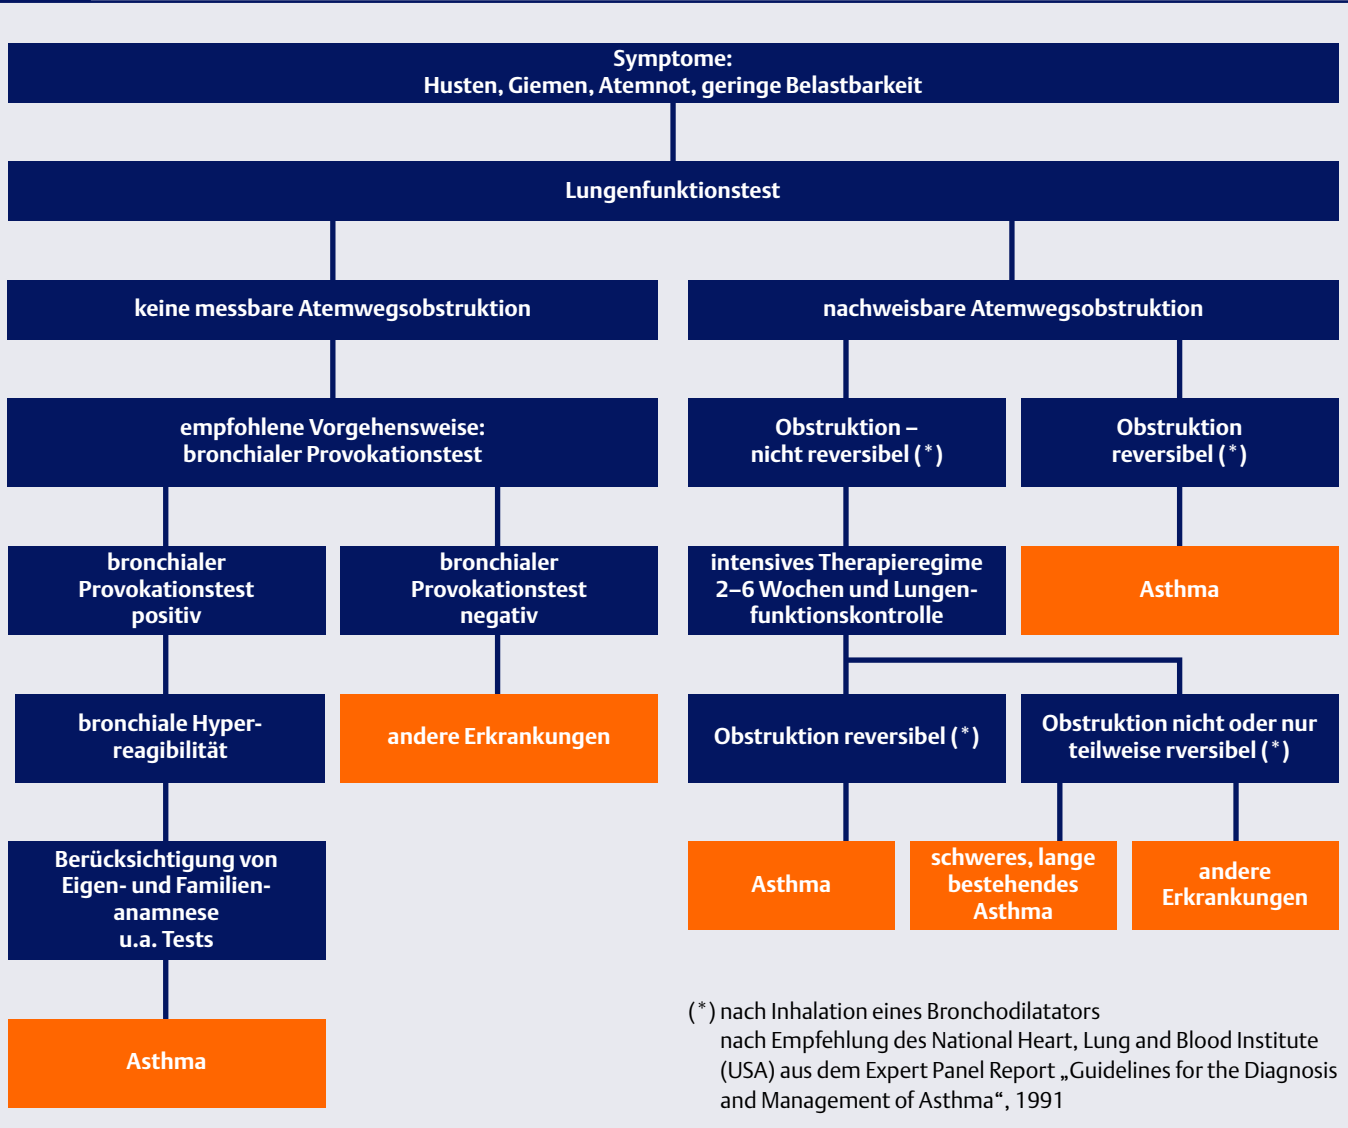 Symptome:
Husten, Giemen, Atemnot, geringe Belastbarkeit
Lungenfunktionstest
keine messbare Atemwegsobstruktion
nachweisbare Atemwegsobstruktion
empfohlene Vorgehensweise:
bronchialer Provokationstest
Obstruktion –
nicht reversibel (*)
Obstruktion
reversibel (*)
bronchialer
Provokationstest
positiv
bronchialer
Provokationstest
negativ
intensives Therapieregime
2–6 Wochen und Lungen-
funktionskontrolle
Asthma
bronchiale Hyper-
reagibilität
andere Erkrankungen
Obstruktion reversibel (*)
Obstruktion nicht oder nur
teilweise rversibel (*)
Berücksichtigung von
Eigen- und Familien-
anamnese
u.a. Tests
Asthma
schweres, lange
bestehendes
Asthma
andere
Erkrankungen
Asthma
(*) nach Inhalation eines Bronchodilatators
nach Empfehlung des National Heart, Lung and Blood Institute
(USA) aus dem Expert Panel Report „Guidelines for the Diagnosis
and Management of Asthma“, 1991